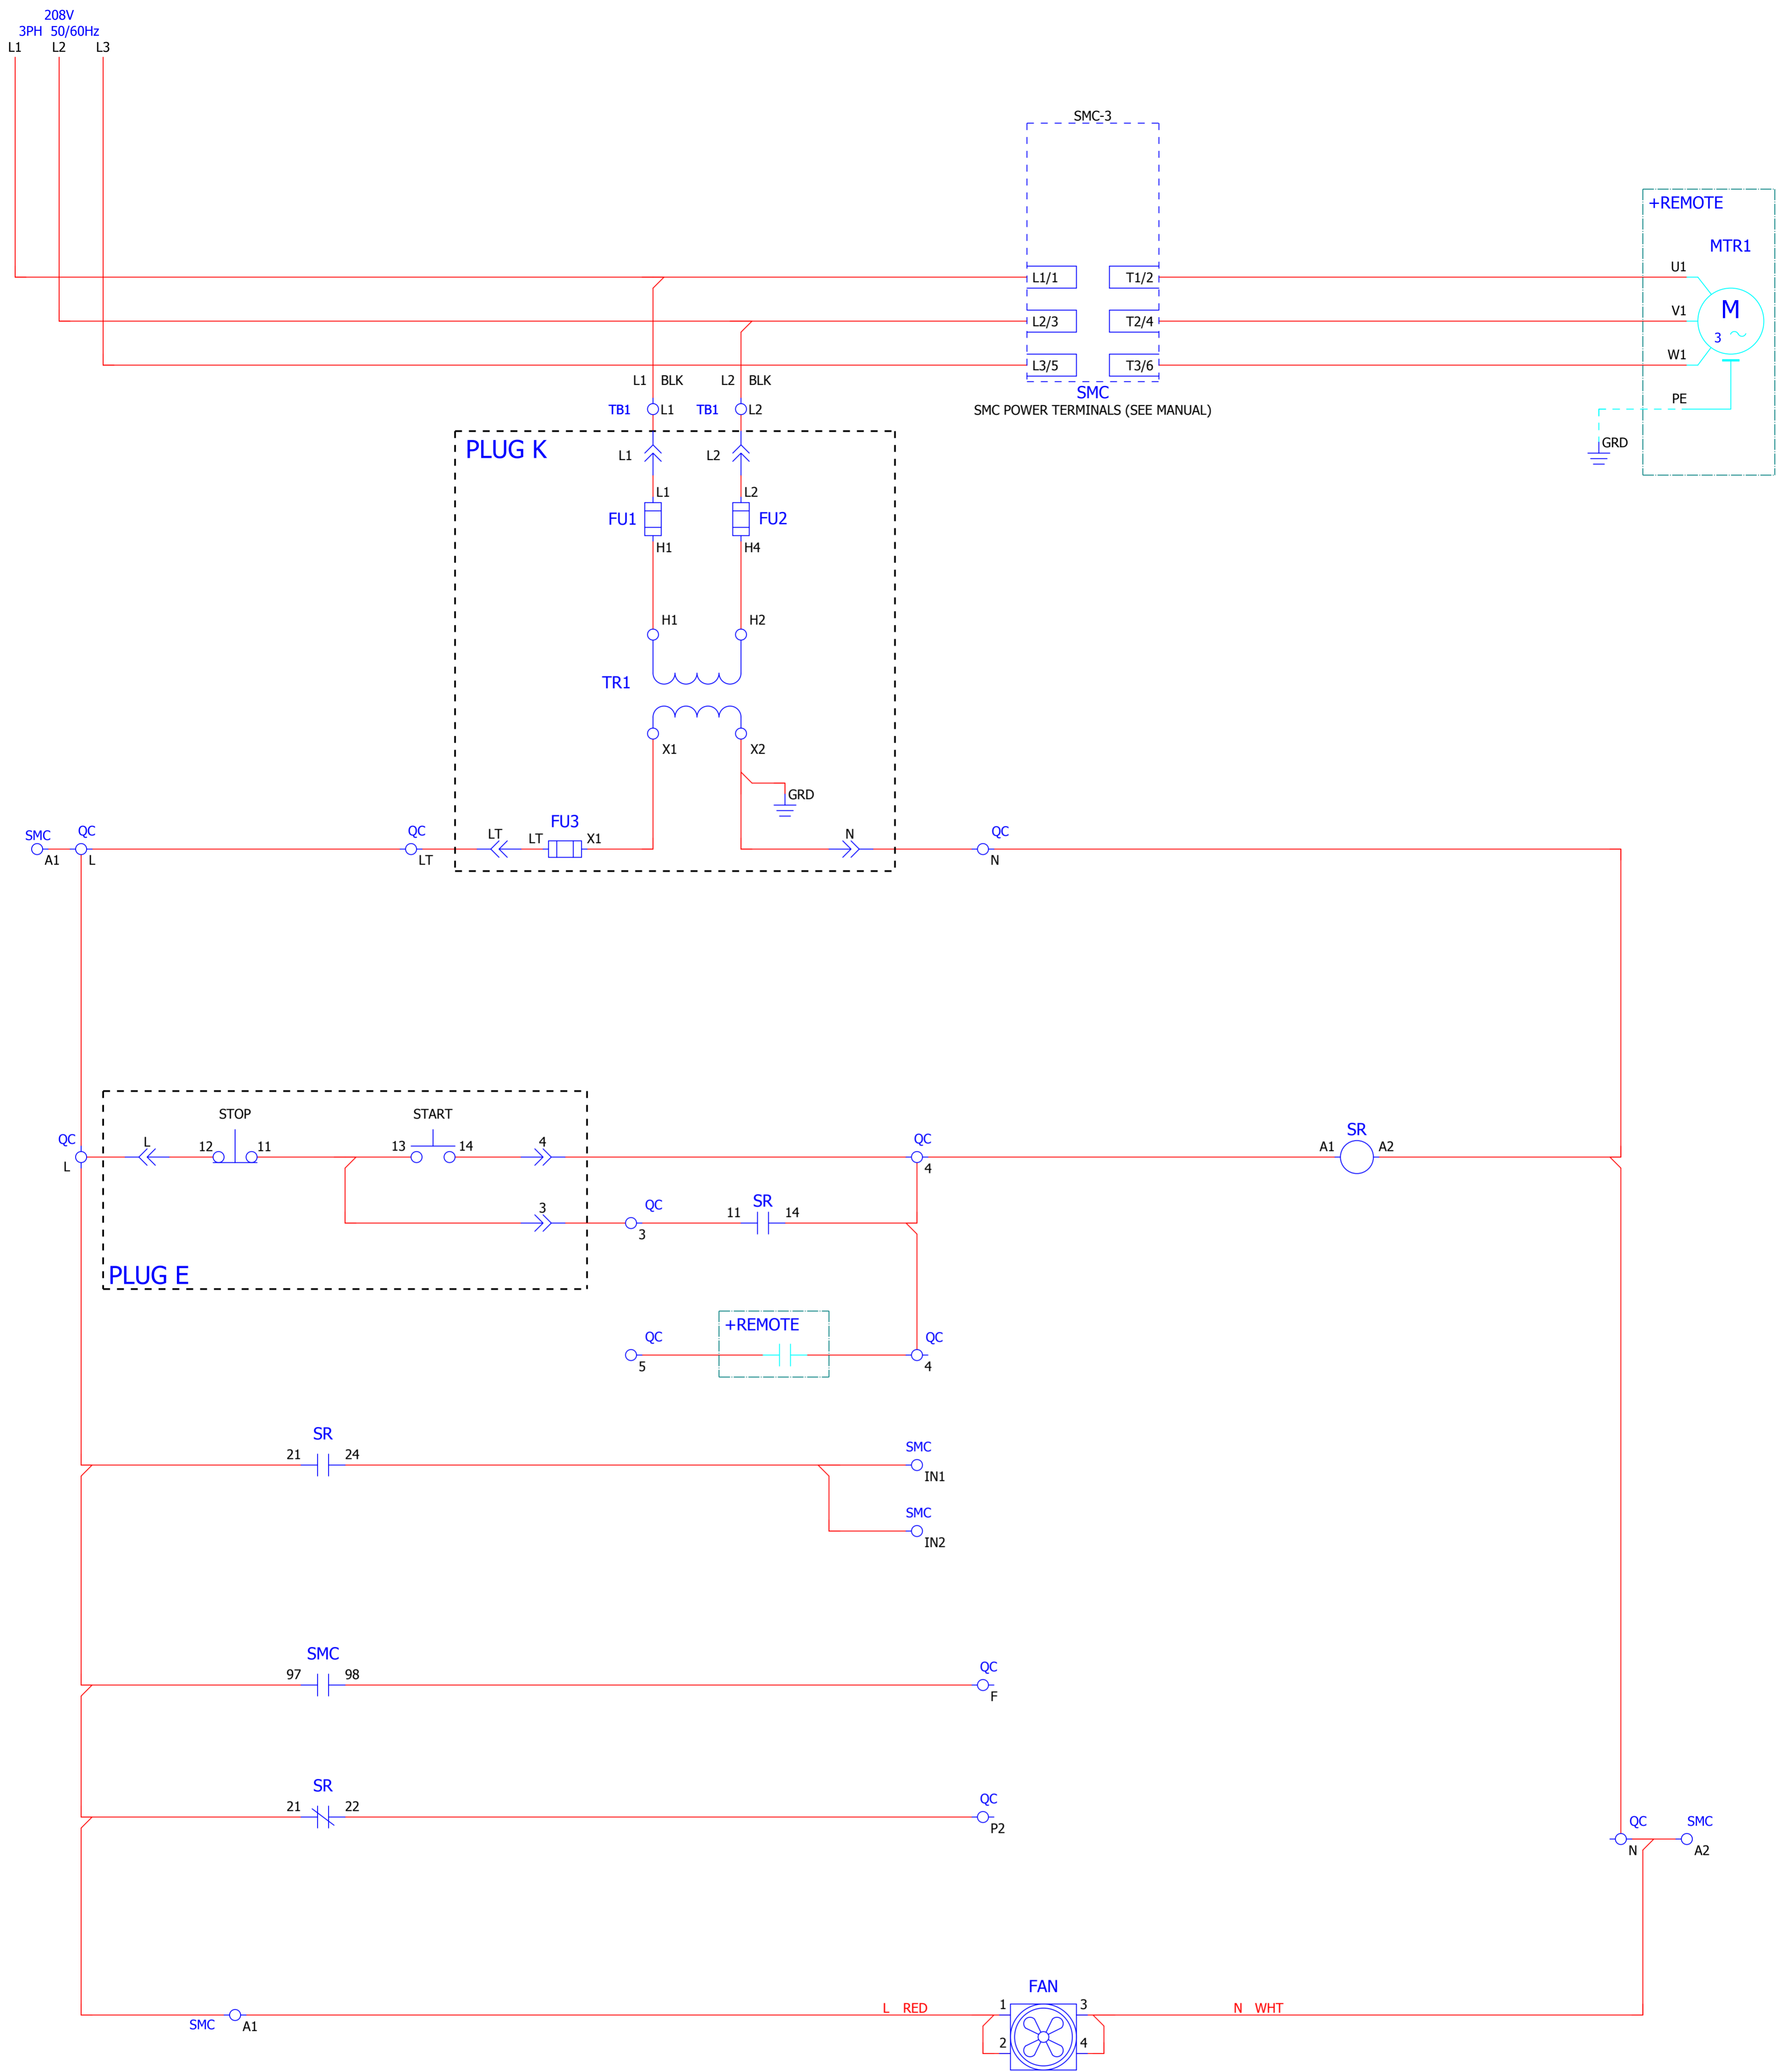 208V
3PH 50/60Hz
L1 L2 L3
SMC-3
+REMOTE
MTR1
L1/1 T1/2 U1
L2/3 T2/4 V1
M
3
L3/5 T3/6 W1
L1 BLK L2 BLK
SMC
SMC POWER TERMINALS (SEE MANUAL)
PE
GRD
TB1 L1 TB1 L2
PLUG K
L1 L2
L1 L2
FU1 FU2
H1 H4
H1 H2
TR1
X1 X2
GRD
SMC QC QC LT FU3 LT X1 N QC
A1 L LT N
STOP START
QC L 12 11 13 14 4 QC SR
L 4 A1 A2
3 QC 11 SR 14
3
PLUG E
+REMOTE
QC QC
5 4
SR
21 24 SMC
IN1
SMC
IN2
SMC
97 98 QC
F
SR
21 22 QC
P2
QC SMC
N A2
FAN
L RED 1 3 N WHT
SMC A1
2 4